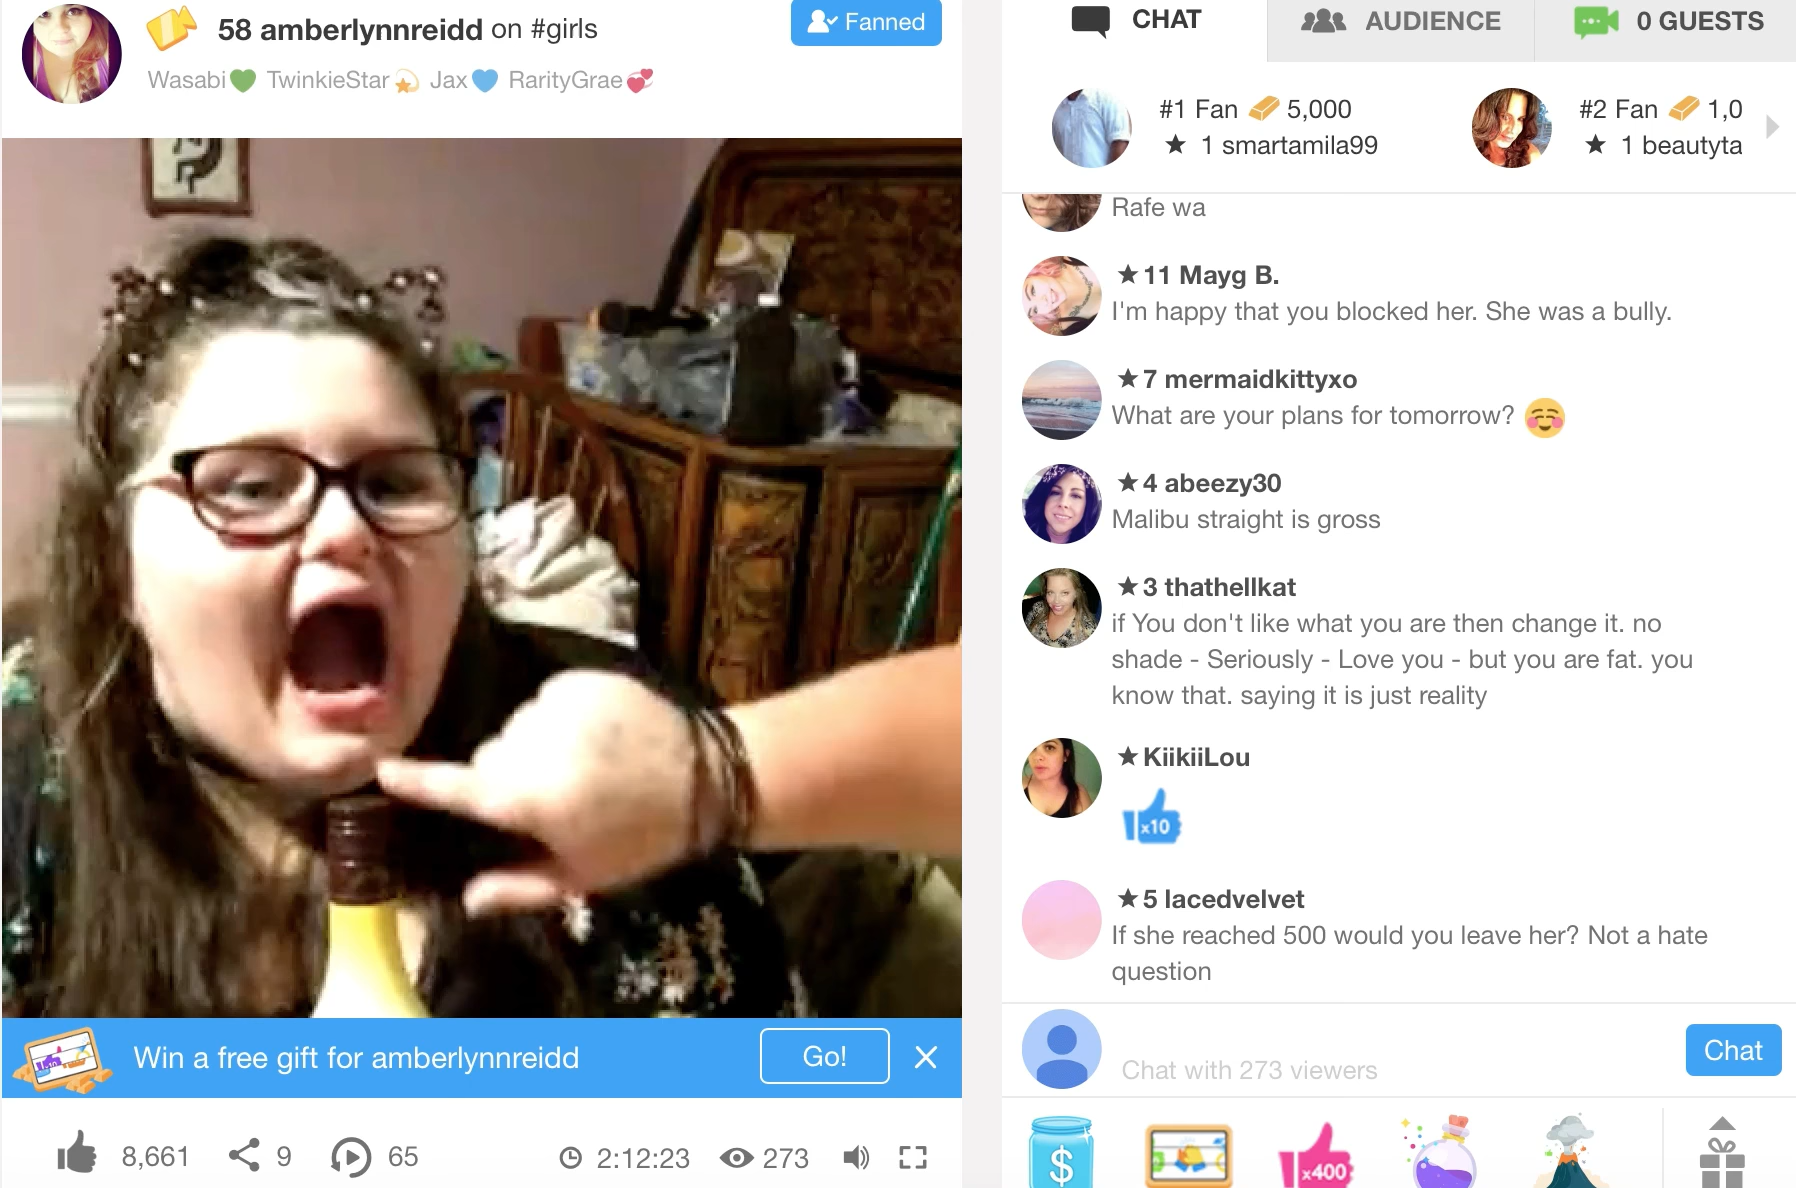 58 amberlynnreidd on #girls
Fanned
Wasabi💚 TwinkieStar💫 Jax💙 RarityGrae💞
Win a free gift for amberlynnreidd
Go!
8,661
9
65
2:12:23
273
CHAT
AUDIENCE
0 GUESTS
#1 Fan 5,000
★ 1 smartamila99
#2 Fan 1,0
★ 1 beautyta
Rafe wa
★11 Mayg B.
I'm happy that you blocked her. She was a bully.
★7 mermaidkittyxo
What are your plans for tomorrow? ☺️
★4 abeezy30
Malibu straight is gross
★3 thathellkat
if You don't like what you are then change it. no
shade - Seriously - Love you - but you are fat. you
know that. saying it is just reality
★KiikiiLou
x10
★5 lacedvelvet
If she reached 500 would you leave her? Not a hate
question
Chat with 273 viewers
Chat
$
x400